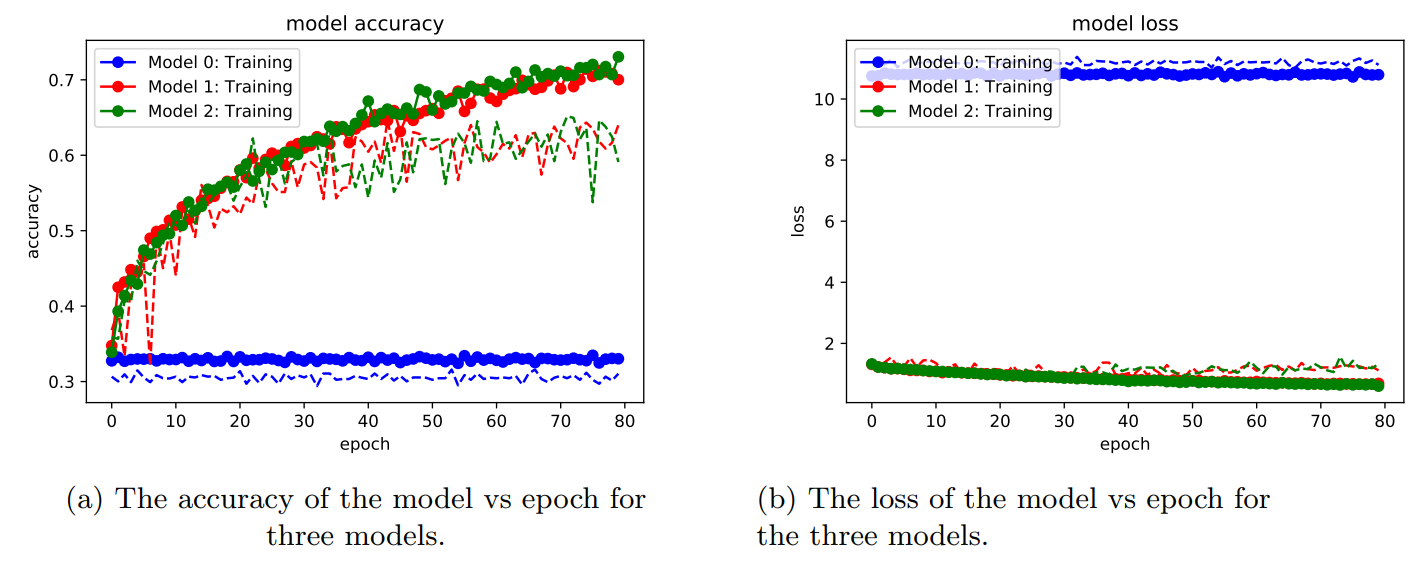 model accuracy
Model 0: Training
Model 1: Training
Model 2: Training
0.7
0.6
0.5
0.4
0.3
accuracy
0 10 20 30 40 50 60 70 80
epoch
(a) The accuracy of the model vs epoch for
three models.
model loss
Model 0: Training
Model 1: Training
Model 2: Training
10
8
6
4
2
loss
0 10 20 30 40 50 60 70 80
epoch
(b) The loss of the model vs epoch for
the three models.